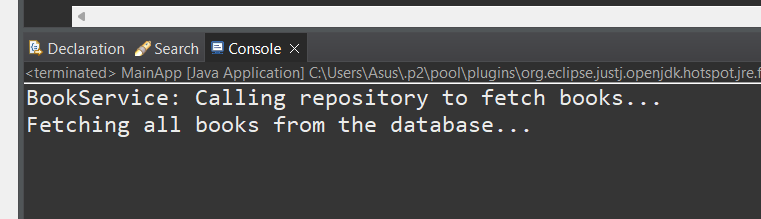 Declaration Search Console
<terminated> MainApp [Java Application] C:\Users\Asus\.p2\pool\plugins\org.eclipse.justj.openjdk.hotspot.jre.f
BookService: Calling repository to fetch books...
Fetching all books from the database...